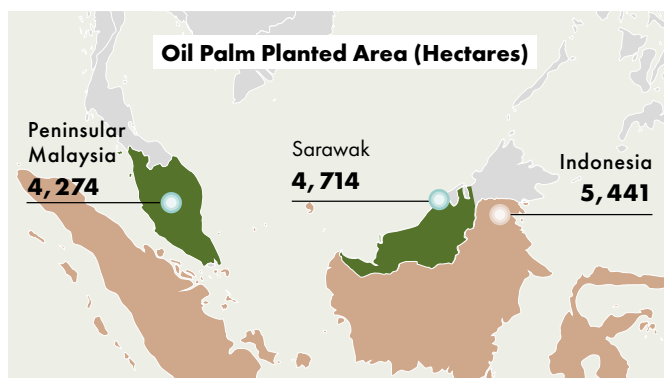 Oil Palm Planted Area (Hectares)
Peninsular
Malaysia
4,274
Sarawak
4,714
Indonesia
5,441